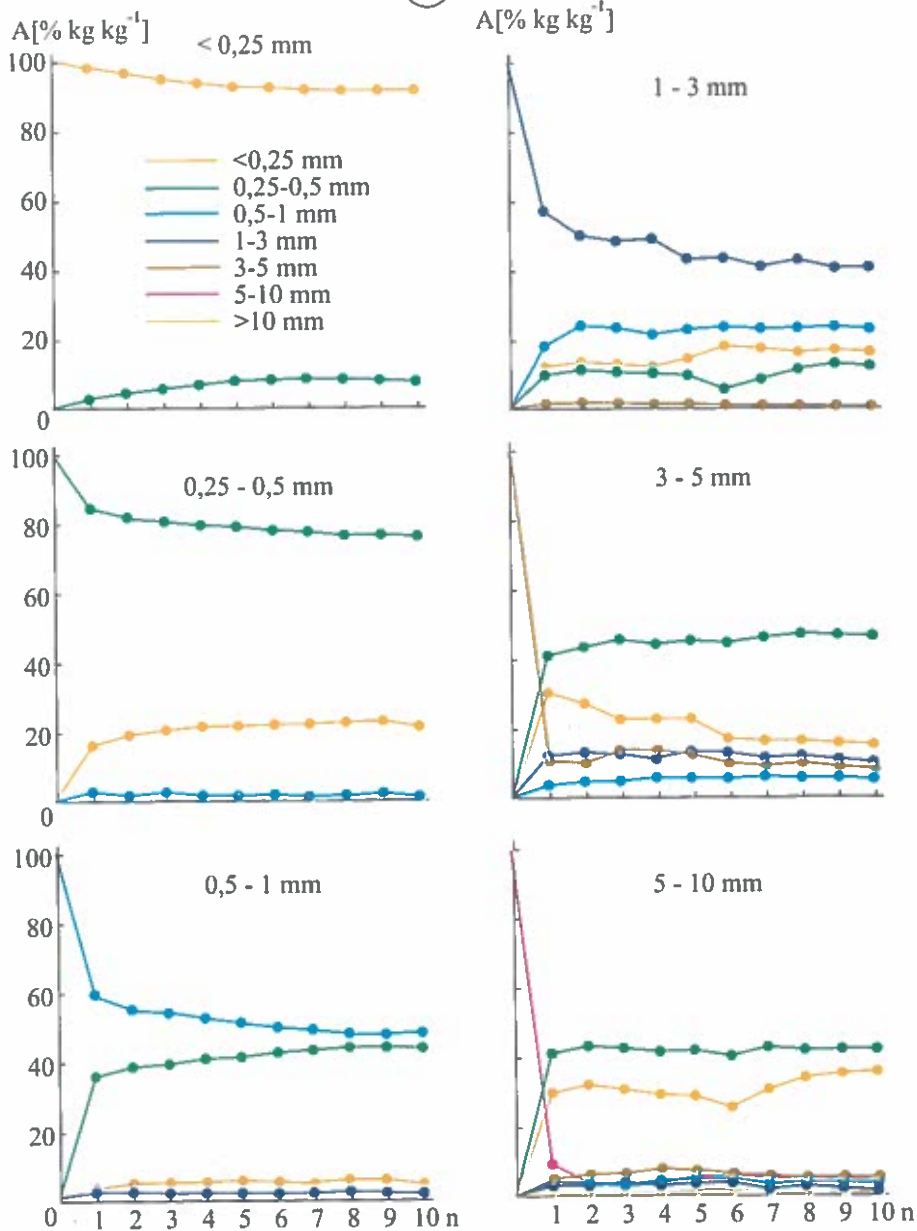 A[% kg kg⁻¹]
< 0,25 mm
100
80
60
40
20
0
<0,25 mm
0,25-0,5 mm
0,5-1 mm
1-3 mm
3-5 mm
5-10 mm
>10 mm
A[% kg kg⁻¹]
1 - 3 mm
100
80
60
40
20
0
0,25 - 0,5 mm
3 - 5 mm
100
80
60
40
20
0
0,5 - 1 mm
1 2 3 4 5 6 7 8 9 10 n
5 - 10 mm
1 2 3 4 5 6 7 8 9 10 n